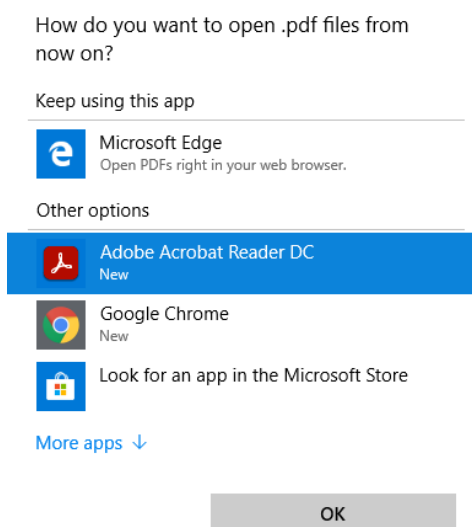 How do you want to open .pdf files from
now on?
Keep using this app
Microsoft Edge
Open PDFs right in your web browser.
Other options
Adobe Acrobat Reader DC
New
Google Chrome
New
Look for an app in the Microsoft Store
More apps ↓
OK